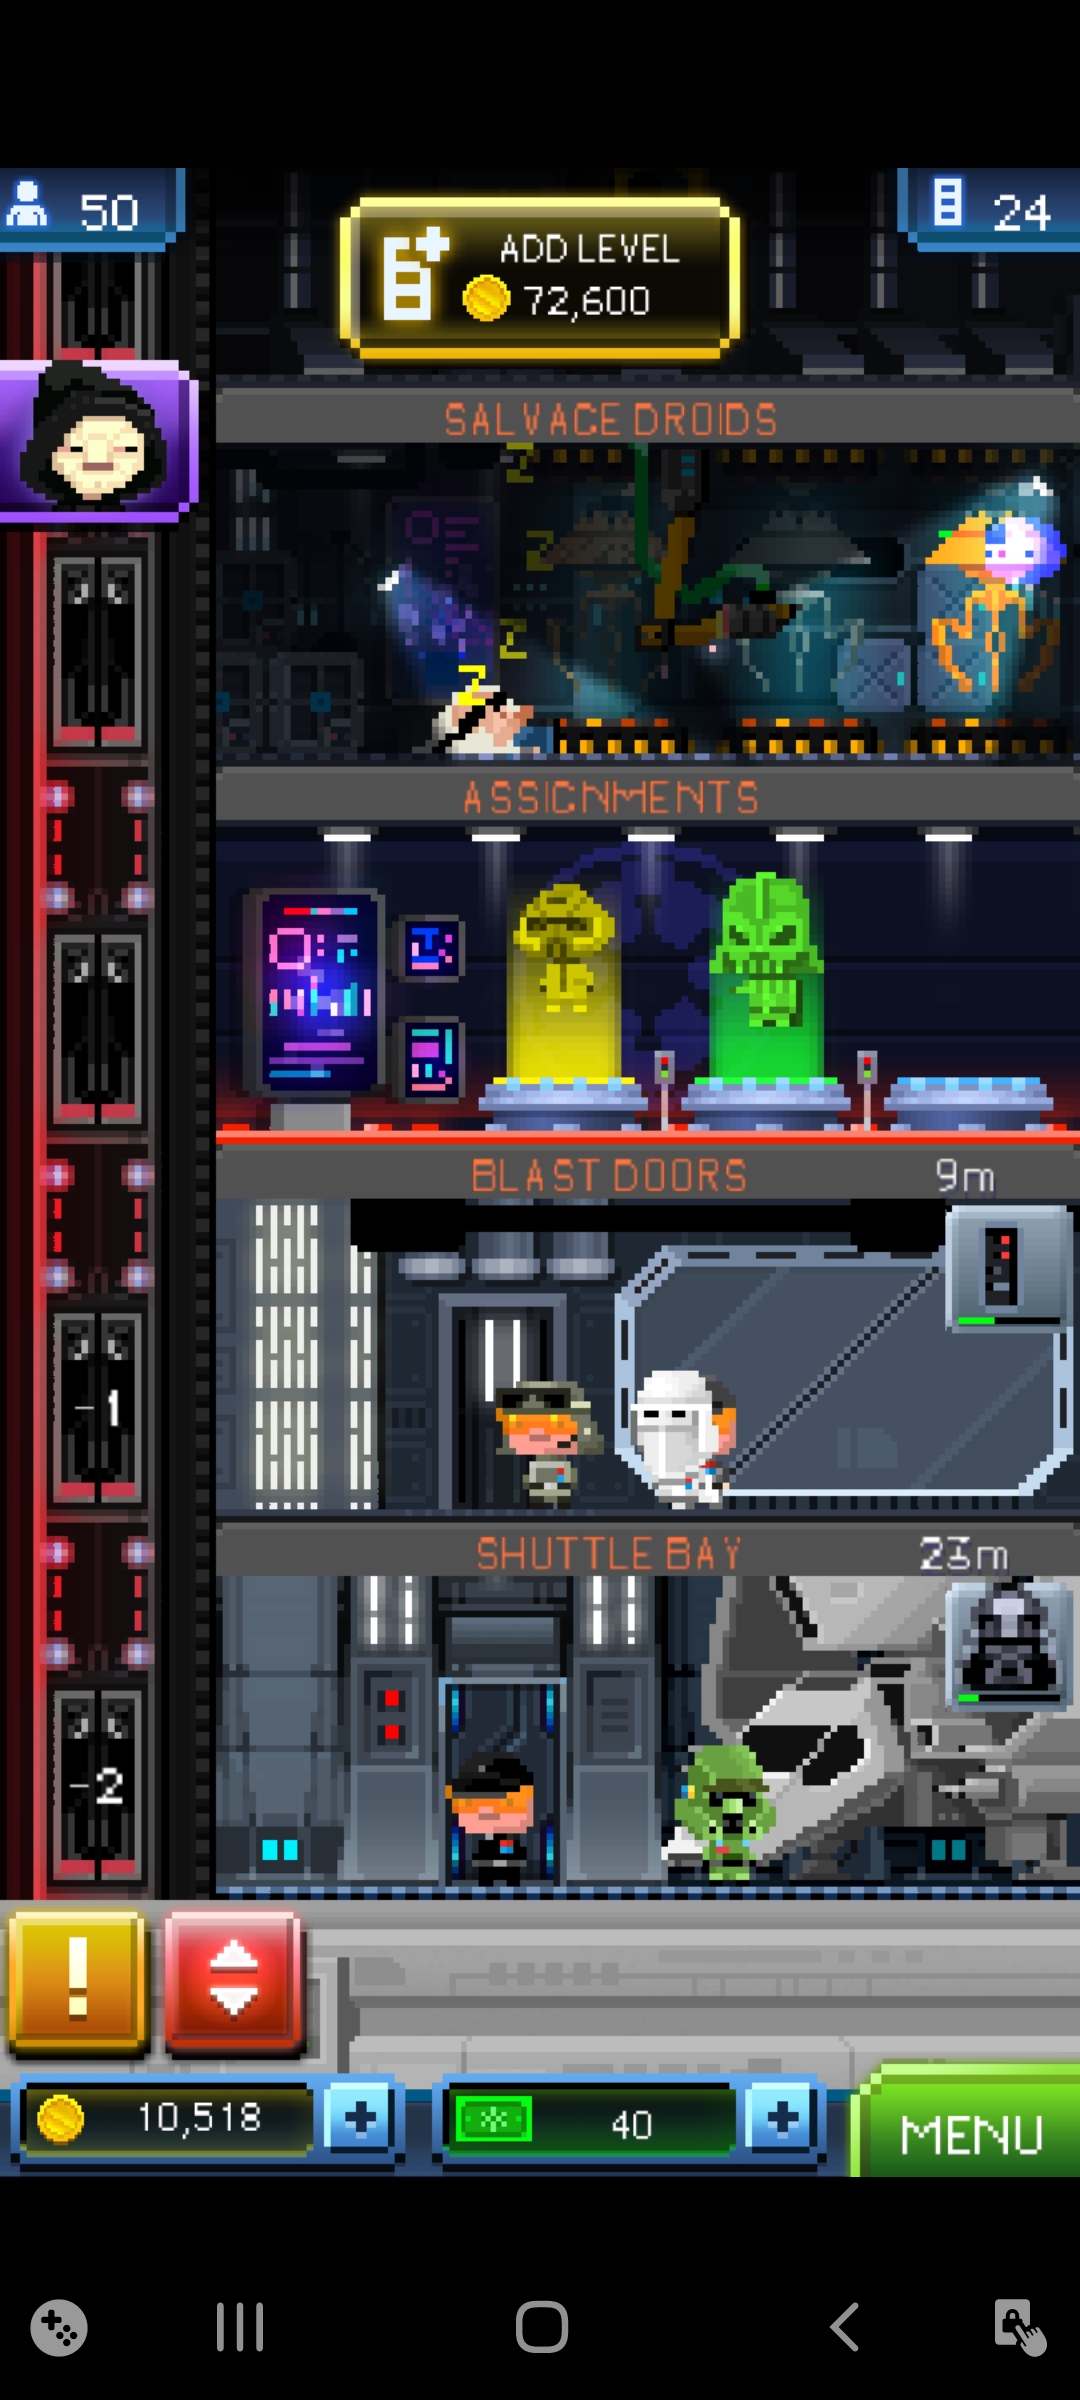 50
ADD LEVEL
72,600
24
SALVAGE DROIDS
Z
Z
Z
Z
ASSIGNMENTS
BLAST DOORS
9m
-1
SHUTTLE BAY
-2
!
10,518
+
40
+
MENU